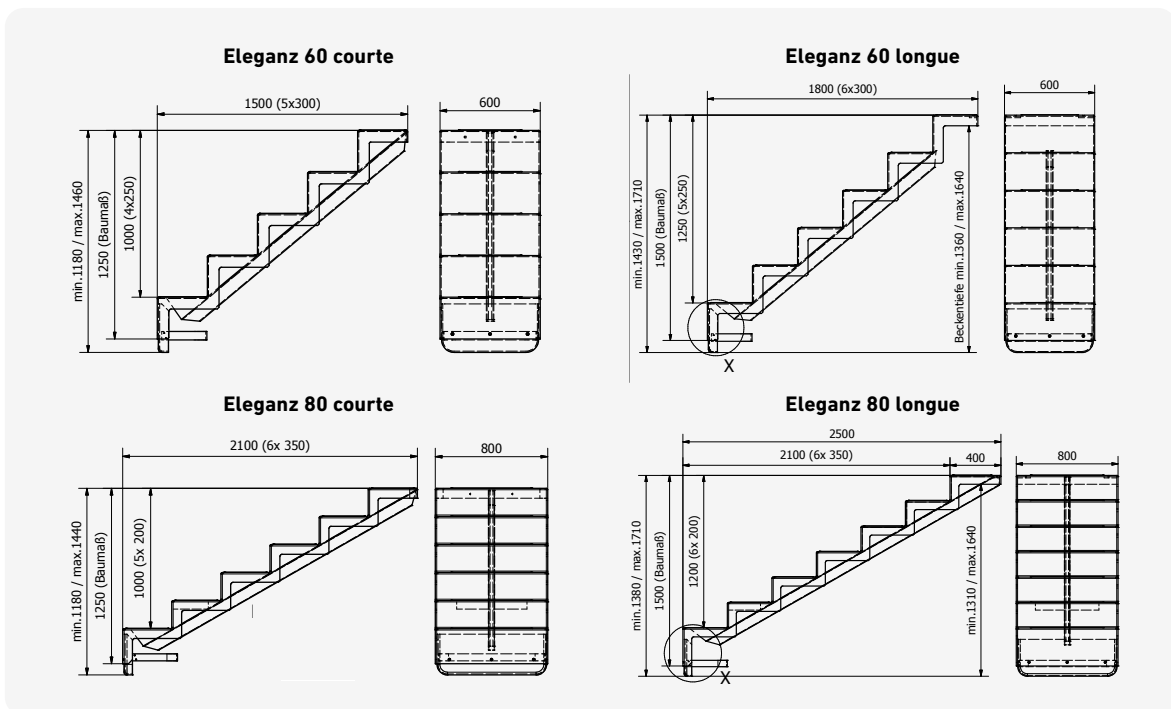 Eleganz 60 courte
1500 (5x300)
600
min.1180 / max.1460
1250 (Baumaß)
1000 (4x250)
Eleganz 60 longue
1800 (6x300)
600
min.1430 / max.1710
1500 (Baumaß)
1250 (5x250)
Beckentiefe min.1360 / max.1640
X
Eleganz 80 courte
2100 (6x 350)
800
min.1180 / max.1440
1250 (Baumaß)
1000 (5x 200)
Eleganz 80 longue
2500
2100 (6x 350)
400
800
min.1380 / max.1710
1500 (Baumaß)
1200 (6x 200)
min.1310 / max.1640
X